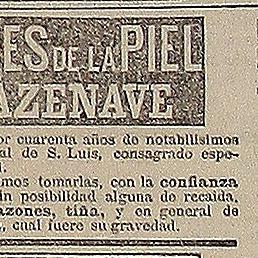 ES DE LA PIEL
AZENAVE
or cuarenta años de notabilísimos
al de S. Luis, consagrado espe-
l.
mos tomarlas, con la confianza
in posibilidad alguna de recaída.
azones, tiña, y en general de
, cual fuere su gravedad.